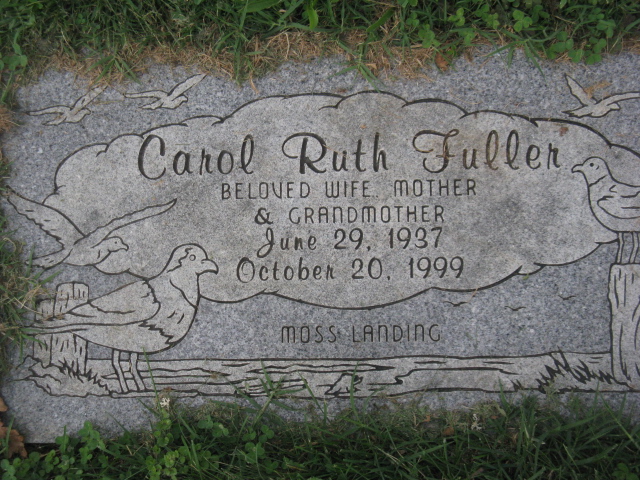 Carol Ruth Fuller
BELOVED WIFE, MOTHER
& GRANDMOTHER
June 29, 1937
October 20, 1999
MOSS LANDING